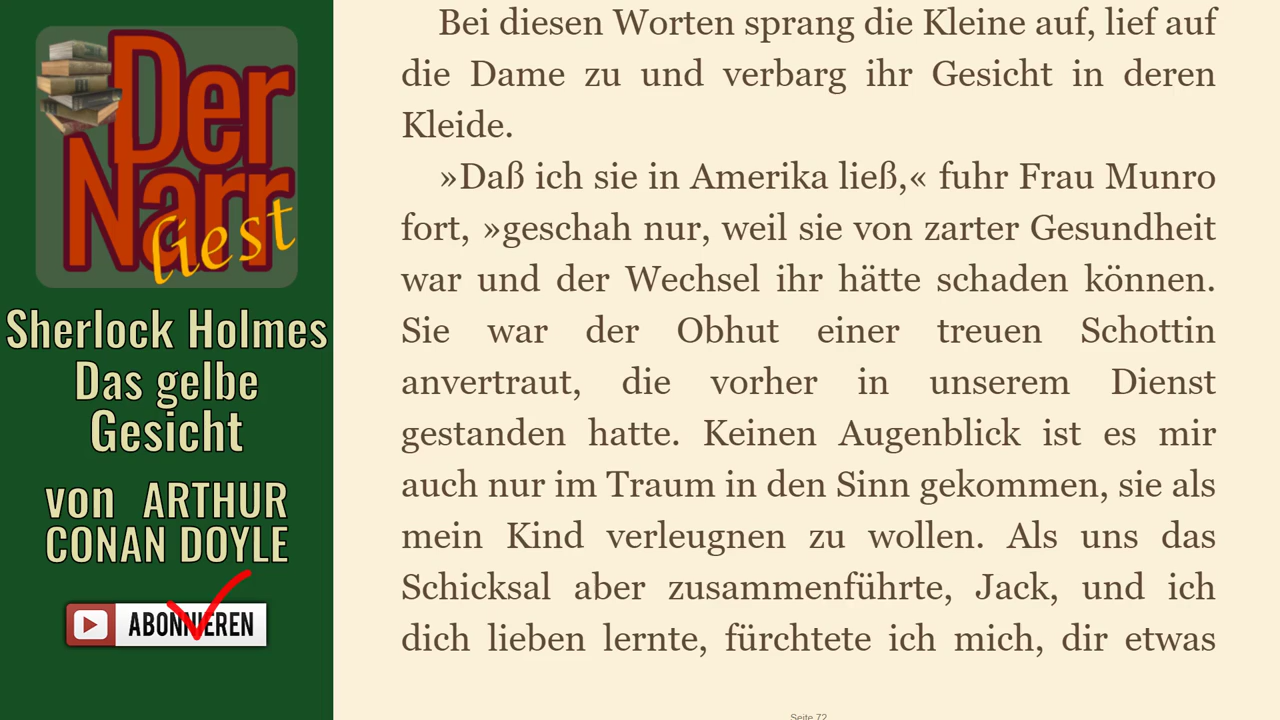 Der
Narr
liest
Sherlock Holmes
Das gelbe
Gesicht
von ARTHUR
CONAN DOYLE
ABONNIEREN
Bei diesen Worten sprang die Kleine auf, lief auf
die Dame zu und verbarg ihr Gesicht in deren
Kleide.
»Daß ich sie in Amerika ließ,« fuhr Frau Munro
fort, »geschah nur, weil sie von zarter Gesundheit
war und der Wechsel ihr hätte schaden können.
Sie war der Obhut einer treuen Schottin
anvertraut, die vorher in unserem Dienst
gestanden hatte. Keinen Augenblick ist es mir
auch nur im Traum in den Sinn gekommen, sie als
mein Kind verleugnen zu wollen. Als uns das
Schicksal aber zusammenführte, Jack, und ich
dich lieben lernte, fürchtete ich mich, dir etwas
Seite 72